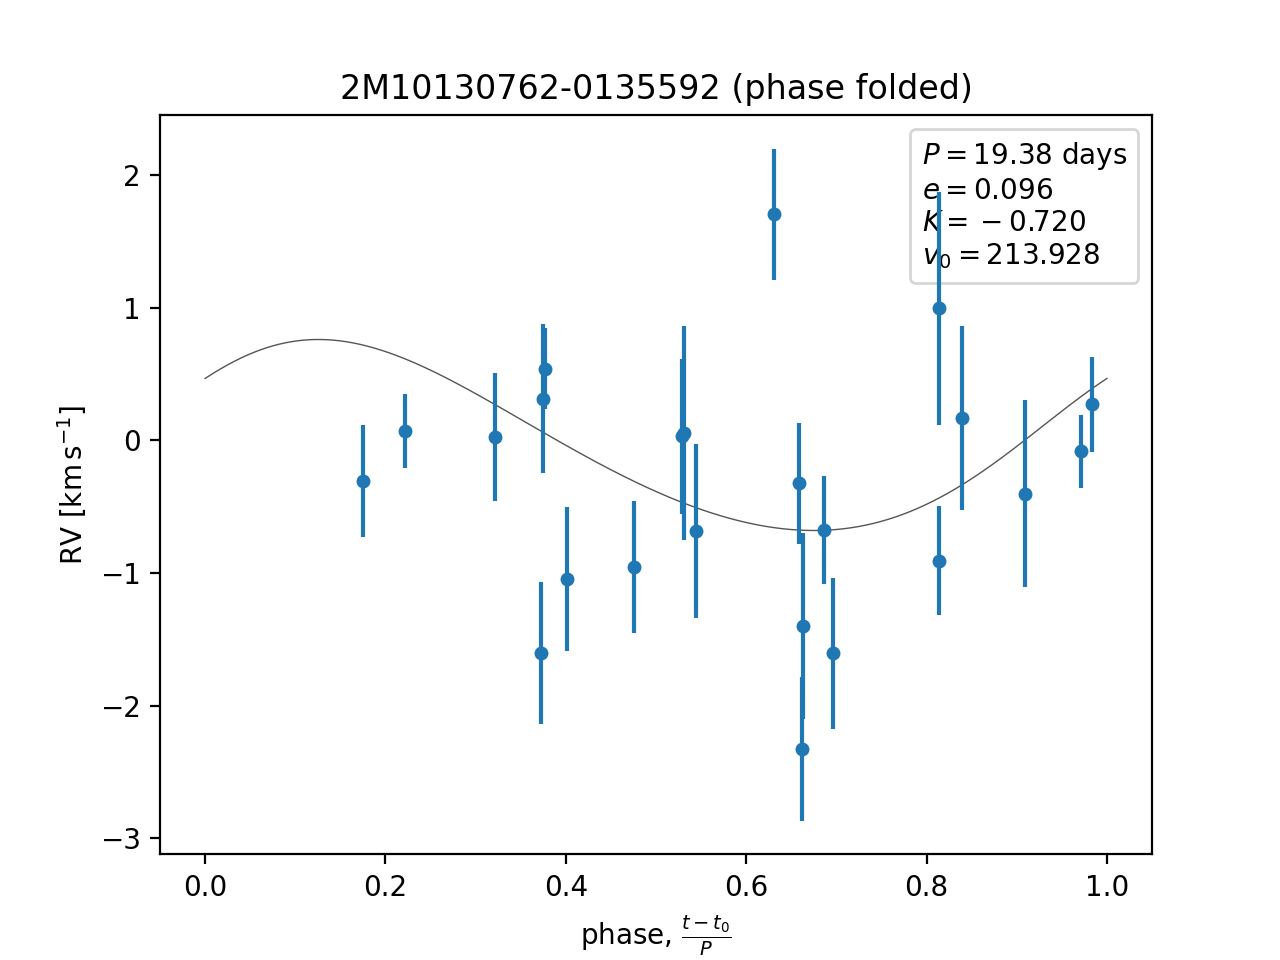 2M10130762-0135592 (phase folded)
P = 19.38 days
e = 0.096
K = −0.720
v₀ = 213.928
2
1
0
−1
−2
−3
RV [km s⁻¹]
0.0 0.2 0.4 0.6 0.8 1.0
phase, (t − t₀)/P